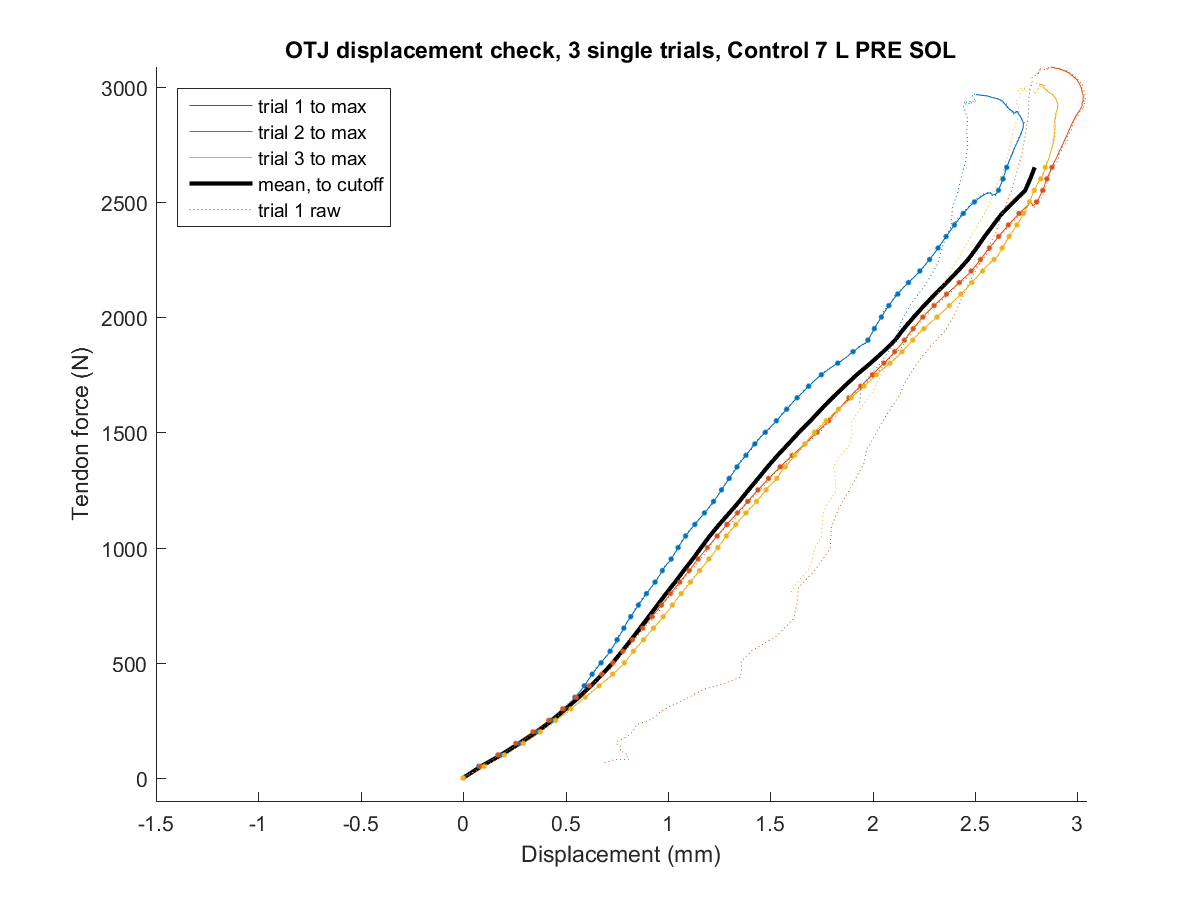 OTJ displacement check, 3 single trials, Control 7 L PRE SOL
3000
2500
2000
1500
1000
500
0
Tendon force (N)
trial 1 to max
trial 2 to max
trial 3 to max
mean, to cutoff
trial 1 raw
-1.5 -1 -0.5 0 0.5 1 1.5 2 2.5 3
Displacement (mm)